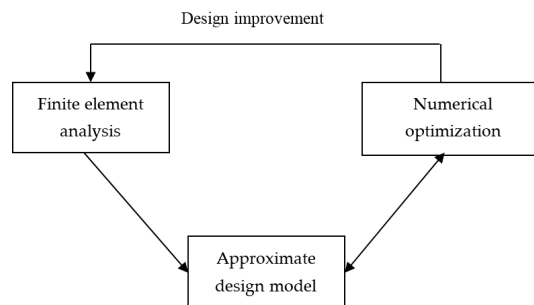 Design improvement
Finite element
analysis
Numerical
optimization
Approximate
design model